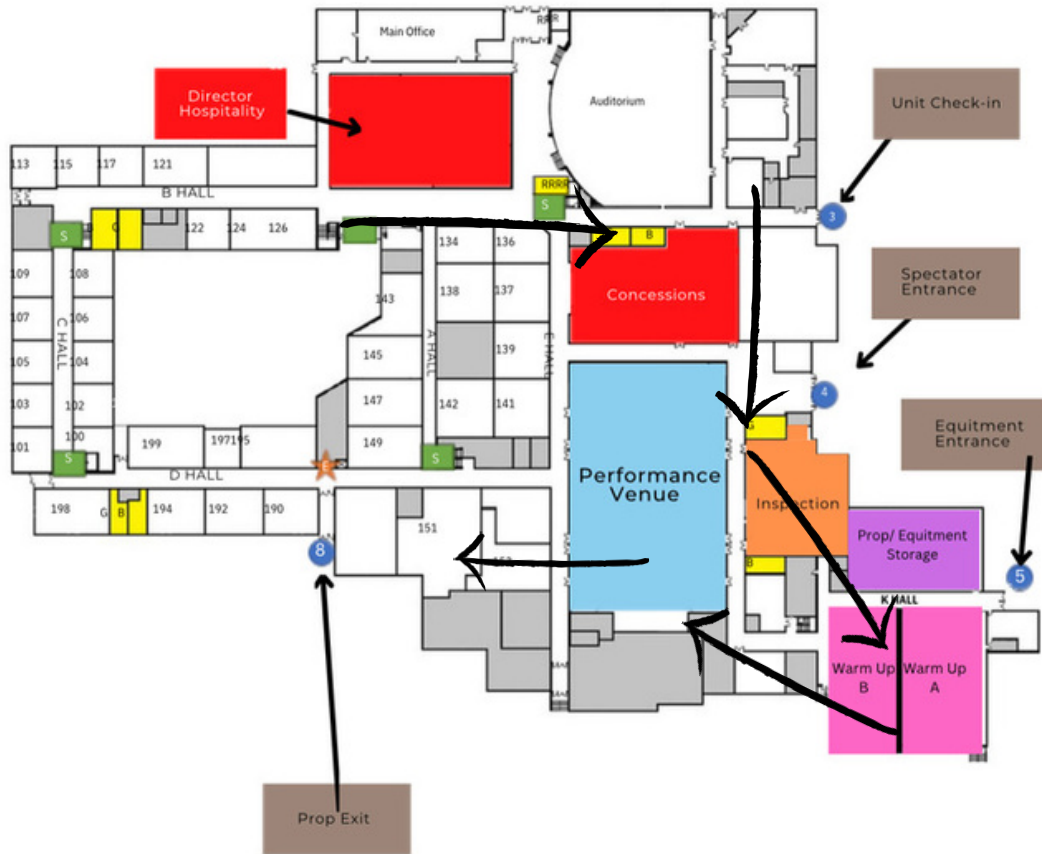 Main Office
RR R
Auditorium
Director
Hospitality
Unit Check-in
113
115
117
121
B HALL
RRRR
S
3
S
G
122
124
126
B
134
136
109
108
138
137
143
Concessions
Spectator
Entrance
107
106
C HALL
A HALL
E HALL
105
104
145
139
103
102
147
142
141
4
G
101
100
S
199
197
195
149
S
E
D HALL
Performance
Venue
Equitment
Entrance
Inspection
198
G
B
194
192
190
151
8
Prop/ Equitment
Storage
B
5
K HALL
Warm Up
B
Warm Up
A
Prop Exit